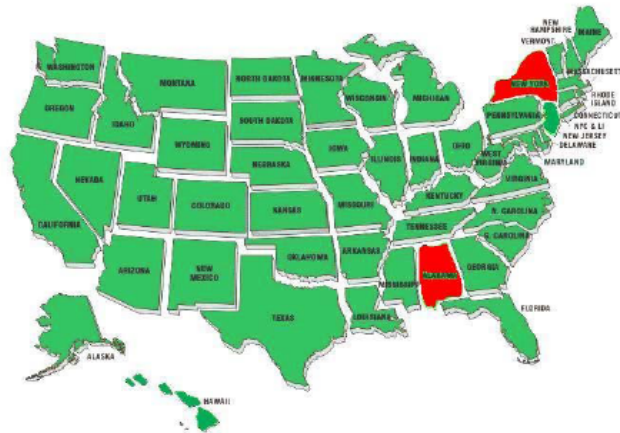 NEW
HAMPSHIRE
VERMONT
MAINE
WASHINGTON
MONTANA
NORTH DAKOTA
MINNESOTA
MASSACHUSETT
OREGON
IDAHO
WISCONSIN
MICHIGAN
NEW YORK
RHODE
ISLAND
SOUTH DAKOTA
WYOMING
PENNSYLVANIA
CONNECTICUT
NYC & LI
NEW JERSEY
DELAWARE
MARYLAND
IOWA
NEBRASKA
ILLINOIS
INDIANA
OHIO
WEST
VIRGINIA
VIRGINIA
NEVADA
UTAH
COLORADO
KANSAS
MISSOURI
KENTUCKY
CALIFORNIA
N. CAROLINA
TENNESSEE
S. CAROLINA
ARIZONA
NEW
MEXICO
OKLAHOMA
ARKANSAS
MISSISSIPPI
ALABAMA
GEORGIA
TEXAS
LOUISIANA
FLORIDA
ALASKA
HAWAII